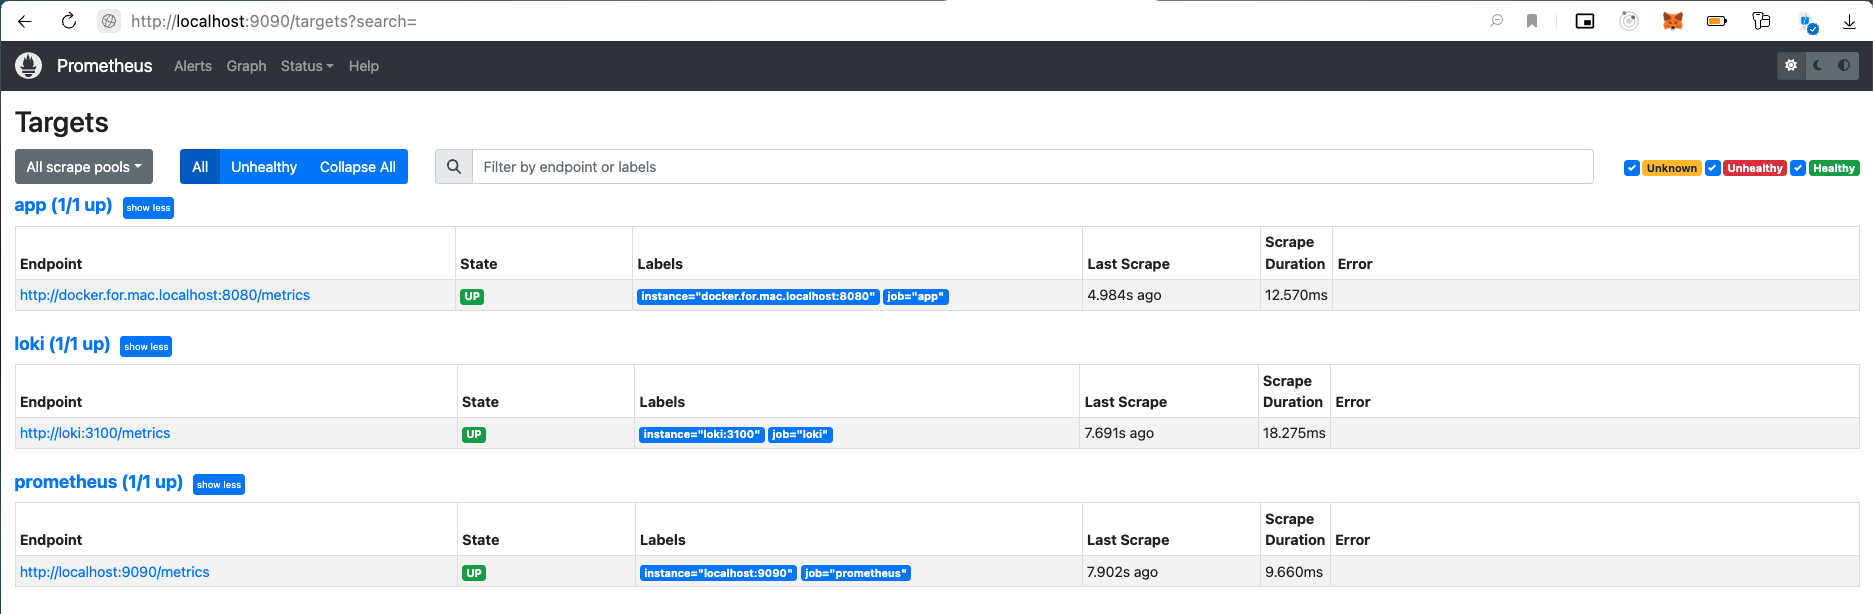 http://localhost:9090/targets?search=
Prometheus Alerts Graph Status Help
Targets
All scrape pools All Unhealthy Collapse All Filter by endpoint or labels Unknown Unhealthy Healthy
app (1/1 up) show less
Endpoint State Labels Last Scrape Scrape Duration Error
http://docker.for.mac.localhost:8080/metrics UP instance="docker.for.mac.localhost:8080" job="app" 4.984s ago 12.570ms
loki (1/1 up) show less
Endpoint State Labels Last Scrape Scrape Duration Error
http://loki:3100/metrics UP instance="loki:3100" job="loki" 7.691s ago 18.275ms
prometheus (1/1 up) show less
Endpoint State Labels Last Scrape Scrape Duration Error
http://localhost:9090/metrics UP instance="localhost:9090" job="prometheus" 7.902s ago 9.660ms